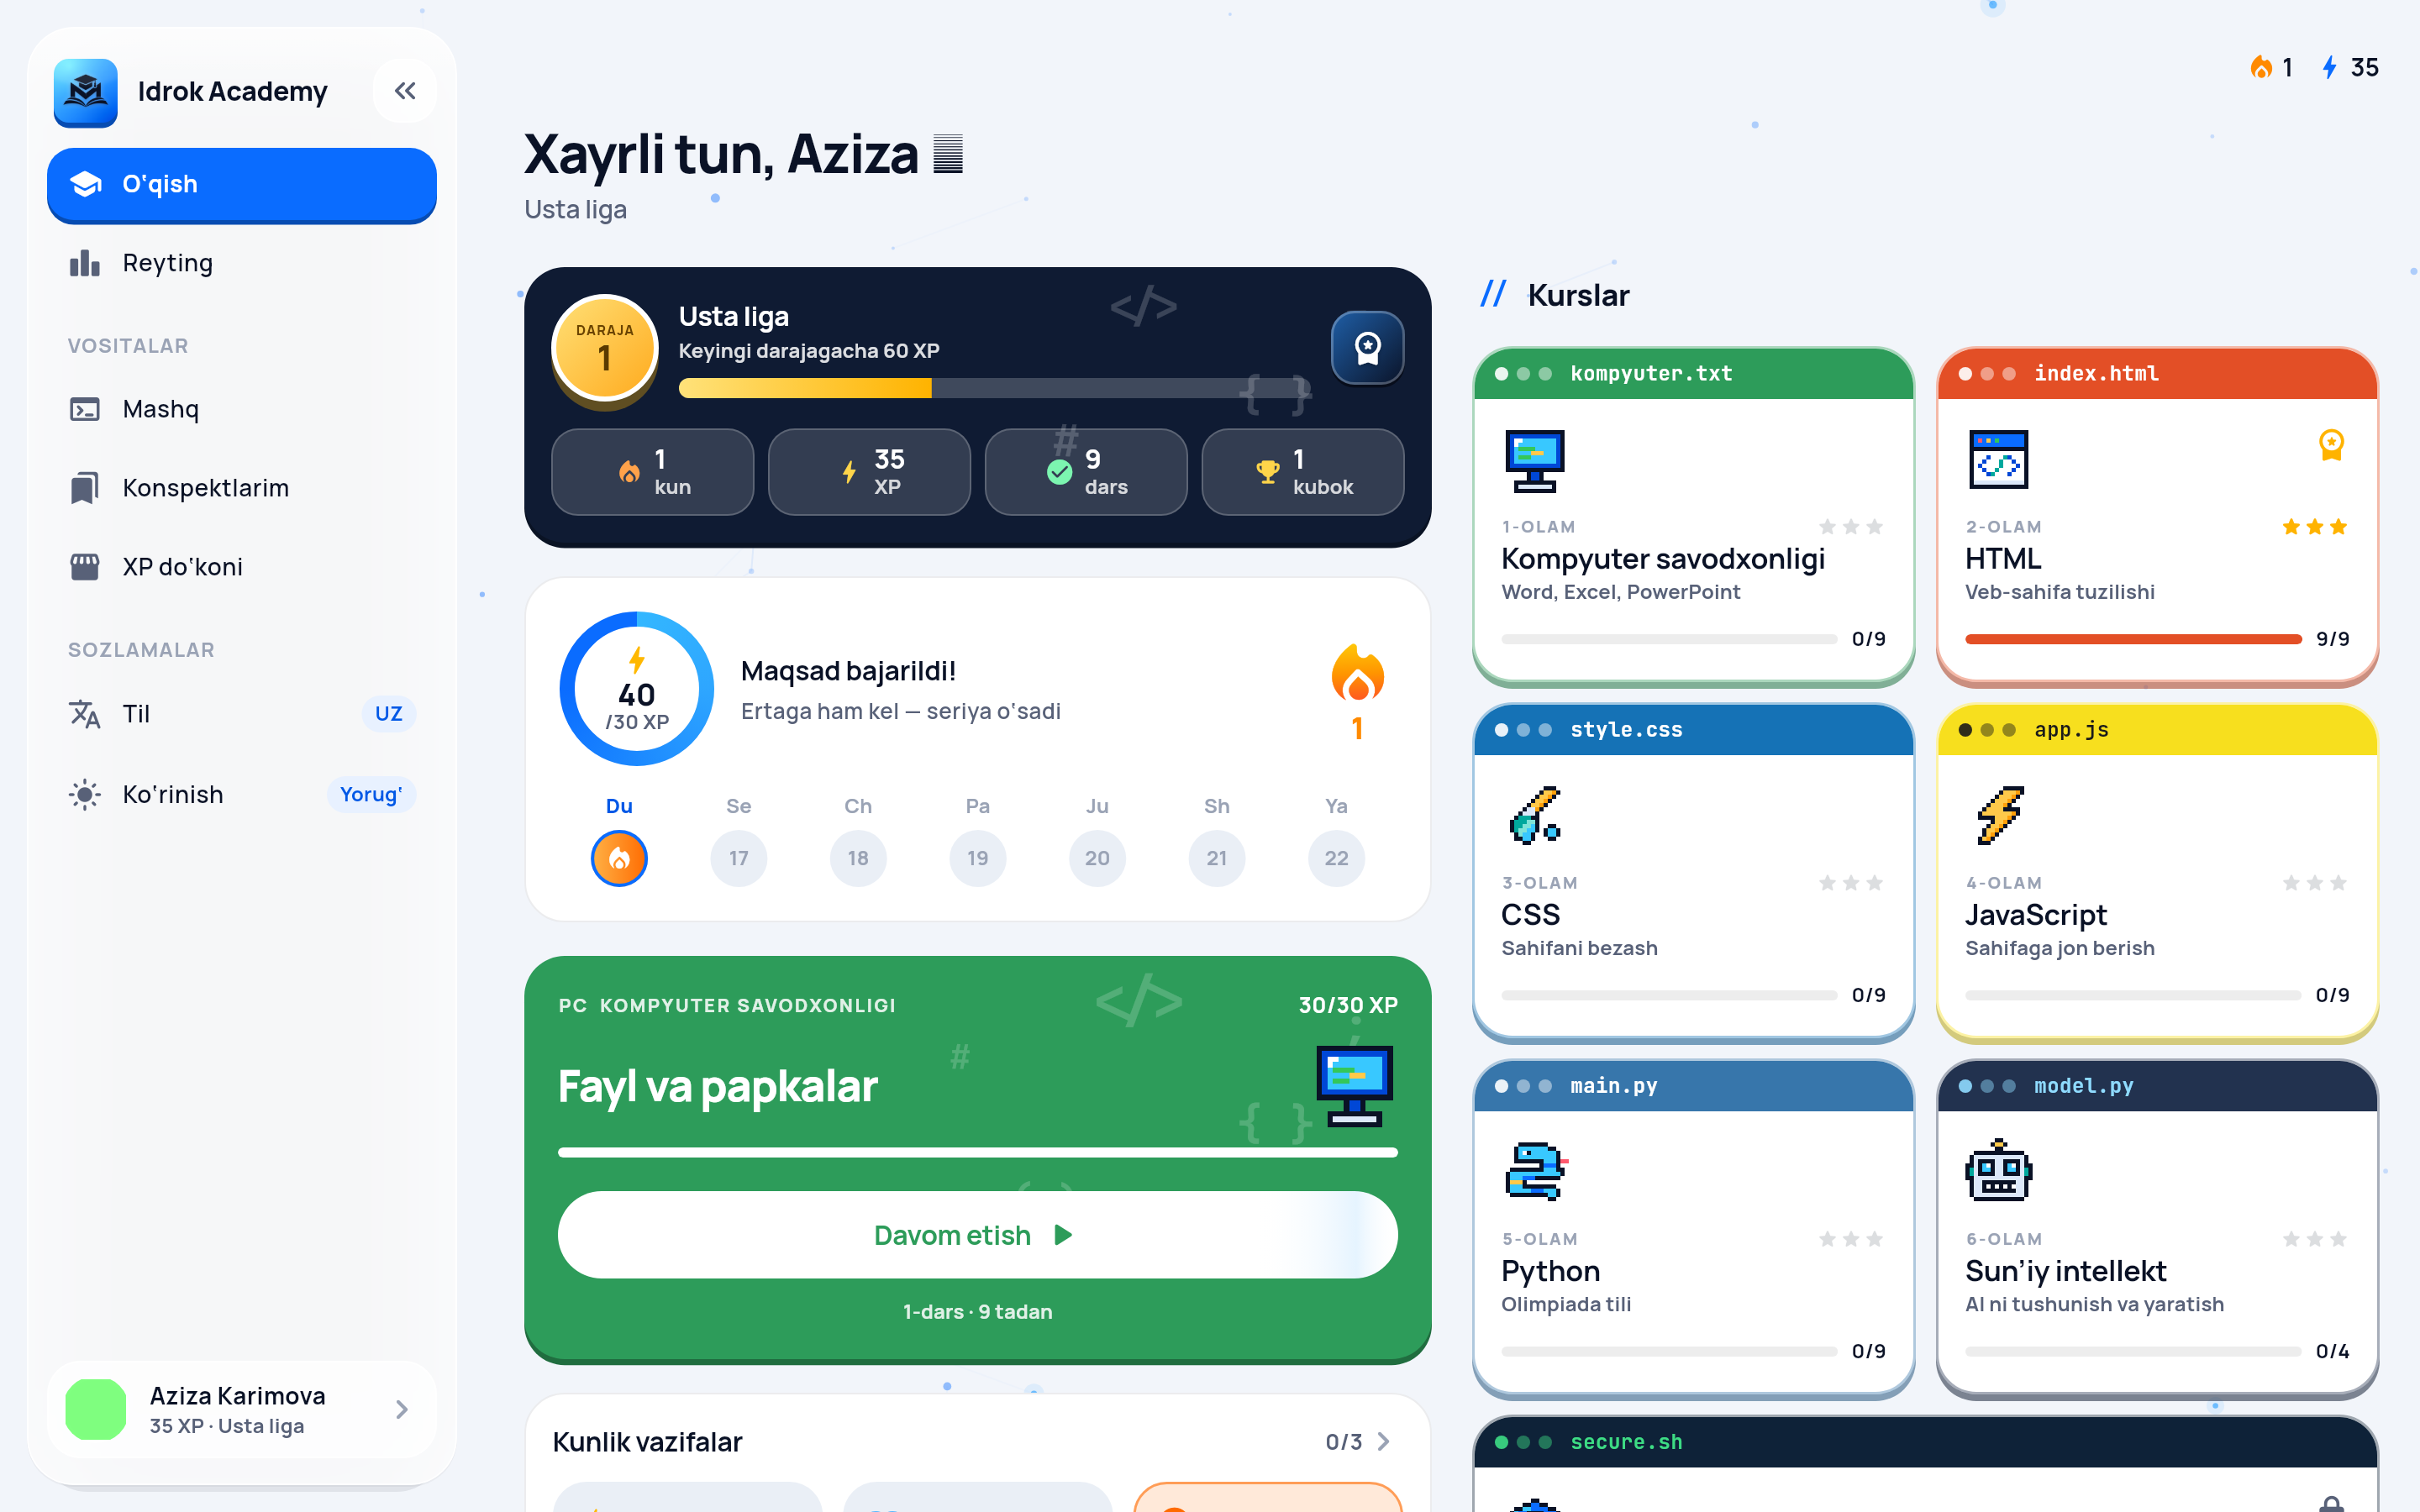 Idrok Academy
O‘qish
Reyting
VOSITALAR
Mashq
Konspektlarim
XP do‘koni
SOZLAMALAR
Til
UZ
Ko‘rinish
Yorug‘
Aziza Karimova
35 XP · Usta liga
1
35
Xayrli tun, Aziza
Usta liga
DARAJA
1
Usta liga
Keyingi darajagacha 60 XP
</>
{ }
#
1
kun
35
XP
9
dars
1
kubok
40
/30 XP
Maqsad bajarildi!
Ertaga ham kel — seriya o‘sadi
1
Du Se Ch Pa Ju Sh Ya
17 18 19 20 21 22
PC KOMPYUTER SAVODXONLIGI
30/30 XP
</>
;
#
Fayl va papkalar
{ }
Davom etish
1-dars · 9 tadan
Kunlik vazifalar
0/3
// Kurslar
kompyuter.txt
1-OLAM
Kompyuter savodxonligi
Word, Excel, PowerPoint
0/9
index.html
2-OLAM
HTML
Veb-sahifa tuzilishi
9/9
style.css
3-OLAM
CSS
Sahifani bezash
0/9
app.js
4-OLAM
JavaScript
Sahifaga jon berish
0/9
main.py
5-OLAM
Python
Olimpiada tili
0/9
model.py
6-OLAM
Sun’iy intellekt
AI ni tushunish va yaratish
0/4
secure.sh